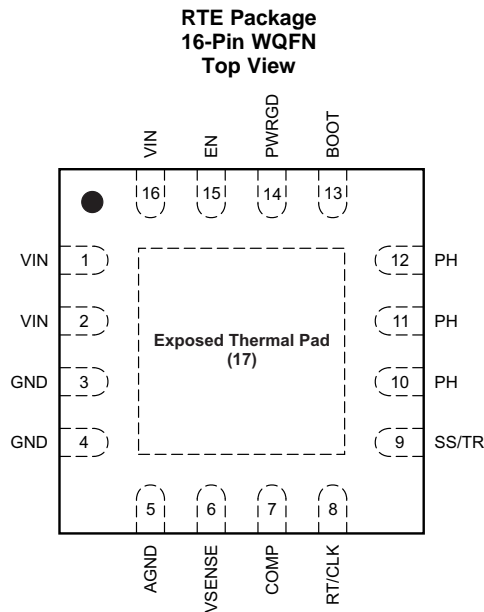 RTE Package
16-Pin WQFN
Top View
VIN
EN
PWRGD
BOOT
16
15
14
13
VIN 1
12 PH
VIN 2
11 PH
Exposed Thermal Pad
(17)
GND 3
10 PH
GND 4
9 SS/TR
5
6
7
8
AGND
VSENSE
COMP
RT/CLK